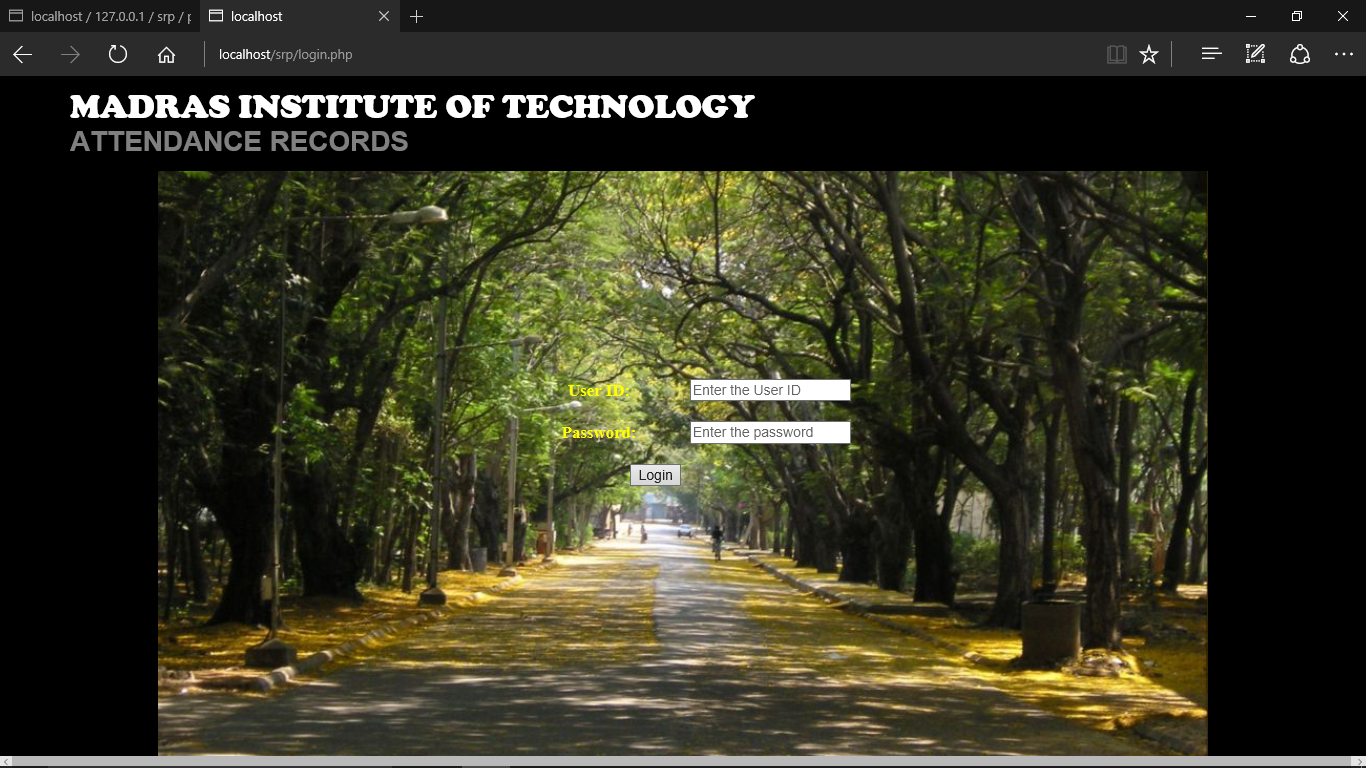 localhost / 127.0.0.1 / srp / p
localhost
localhost/srp/login.php
MADRAS INSTITUTE OF TECHNOLOGY
ATTENDANCE RECORDS
User ID: Enter the User ID
Password: Enter the password
Login